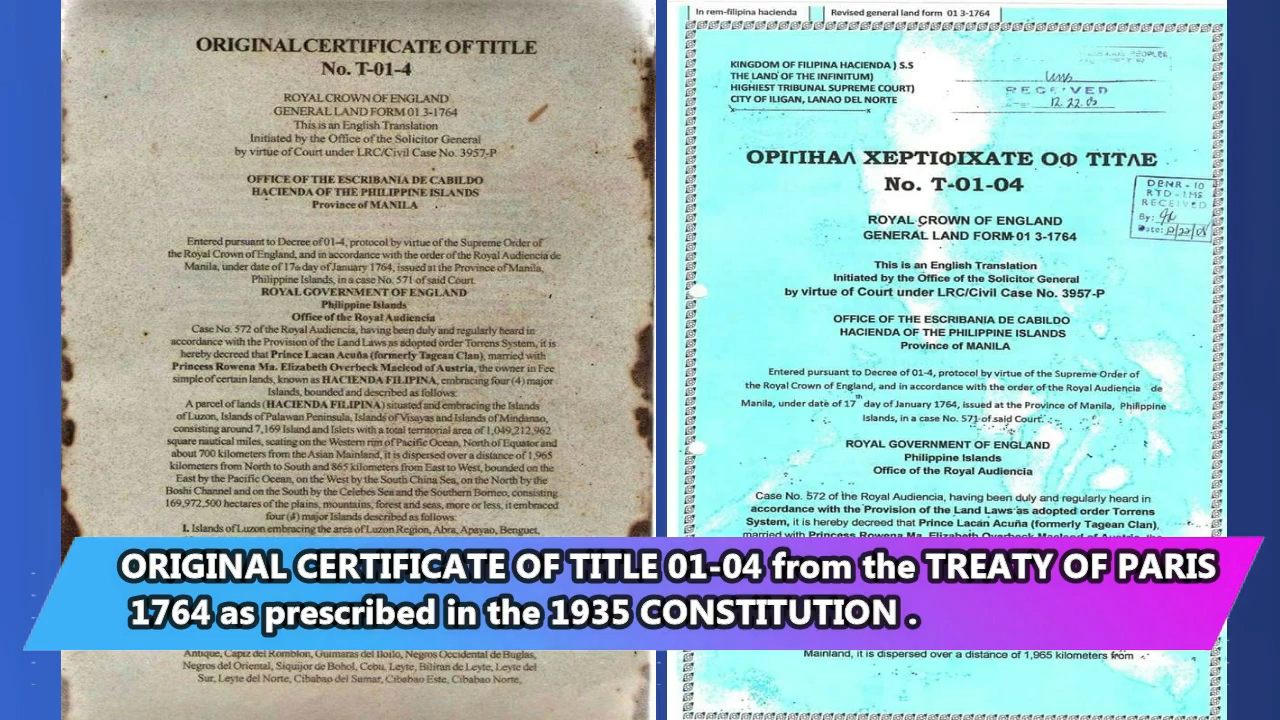 ORIGINAL CERTIFICATE OF TITLE
No. T-01-4
ROYAL CROWN OF ENGLAND
GENERAL LAND FORM 01 3-1764
This is an English Translation
Initiated by the Office of the Solicitor General
by virtue of Court under LRC/Civil Case No. 3957-P
OFFICE OF THE ESCRIBANIA DE CABILDO
HACIENDA OF THE PHILIPPINE ISLANDS
Province of MANILA
Entered pursuant to Decree of 01-4, protocol by virtue of the Supreme Order of
the Royal Crown of England, and in accordance with the order of the Royal Audiencia de
Manila, under date of 17a day of January 1764, issued at the Province of Manila,
Philippine Islands, in a case No. 571 of said Court.
ROYAL GOVERNMENT OF ENGLAND
Philippine Islands
Office of the Royal Audiencia
Case No. 572 of the Royal Audiencia, having been duly and regularly heard in
accordance with the Provision of the Land Laws as adopted order Torrens System, it is
hereby decreed that Prince Lacan Acuña (formerly Tagean Clan), married with
Princess Rowena Ma. Elizabeth Overbeck Macleod of Austria, the owner in Fee
simple of certain lands, known as HACIENDA FILIPINA, embracing four (4) major
Islands, bounded and described as follows:
A parcel of lands (HACIENDA FILIPINA) situated and embracing the Islands
of Luzon, Islands of Palawan Peninsula, Islands of Visayas and Islands of Mindanao,
consisting around 7,169 Island and Islets with a total territorial area of 1,049,212,962
square nautical miles, seating on the Western rim of Pacific Ocean, North of Equator and
about 700 kilometers from the Asian Mainland, it is dispersed over a distance of 1,965
kilometers from North to South and 865 kilometers from East to West, bounded on the
East by the Pacific Ocean, on the West by the South China Sea, on the North by the
Boshi Channel and on the South by the Celebes Sea and the Southern Borneo, consisting
169,972,500 hectares of the plains, mountains, forest and seas, more or less, it embraced
four (4) major Islands described as follows:
1. Islands of Luzon embracing the area of Luzon Region, Abra, Apayao, Benguet,
Antique, Capiz del Romblon, Guimaras del Iloilo, Negros Occidental de Buglas,
Negros del Oriental, Siquijor de Bohol, Cebu, Leyte, Biliran de Leyte, Leyte del
Sur, Leyte del Norte, Cibabao del Samar, Cibabao Este, Cibabao Norte,
In rem-filipina hacienda
Revised general land form 01 3-1764
KINGDOM OF FILIPINA HACIENDA ) S.S
THE LAND OF THE INFINITUM)
HIGHIEST TRIBUNAL SUPREME COURT)
CITY OF ILIGAN, LANAO DEL NORTE
RECEIVED
12.22.05
ОРІГІНАΛ ХЕРТІФІХАТЕ ОФ ТІТΛЕ
No. T-01-04
DENR - 10
RTD - LMS
RECEIVED
By:
Date:
ROYAL CROWN OF ENGLAND
GENERAL LAND FORM-01 3-1764
This is an English Translation
Initiated by the Office of the Solicitor General
by virtue of Court under LRC/Civil Case No. 3957-P
OFFICE OF THE ESCRIBANIA DE CABILDO
HACIENDA OF THE PHILIPPINE ISLANDS
Province of MANILA
Entered pursuant to Decree of 01-4, protocol by virtue of the Supreme Order of
the Royal Crown of England, and in accordance with the order of the Royal Audiencia de
Manila, under date of 17th day of January 1764, issued at the Province of Manila, Philippine
Islands, in a case No. 571 of said Court.
ROYAL GOVERNMENT OF ENGLAND
Philippine Islands
Office of the Royal Audiencia
Case No. 572 of the Royal Audiencia, having been duly and regularly heard in
accordance with the Provision of the Land Laws as adopted order Torrens
System, it is hereby decreed that Prince Lacan Acuña (formerly Tagean Clan),
married with Princess Rowena Ma. Elizabeth Overbeck Macleod of Austria, the
Mainland, it is dispersed over a distance of 1,965 kilometers from
ORIGINAL CERTIFICATE OF TITLE 01-04 from the TREATY OF PARIS
1764 as prescribed in the 1935 CONSTITUTION .